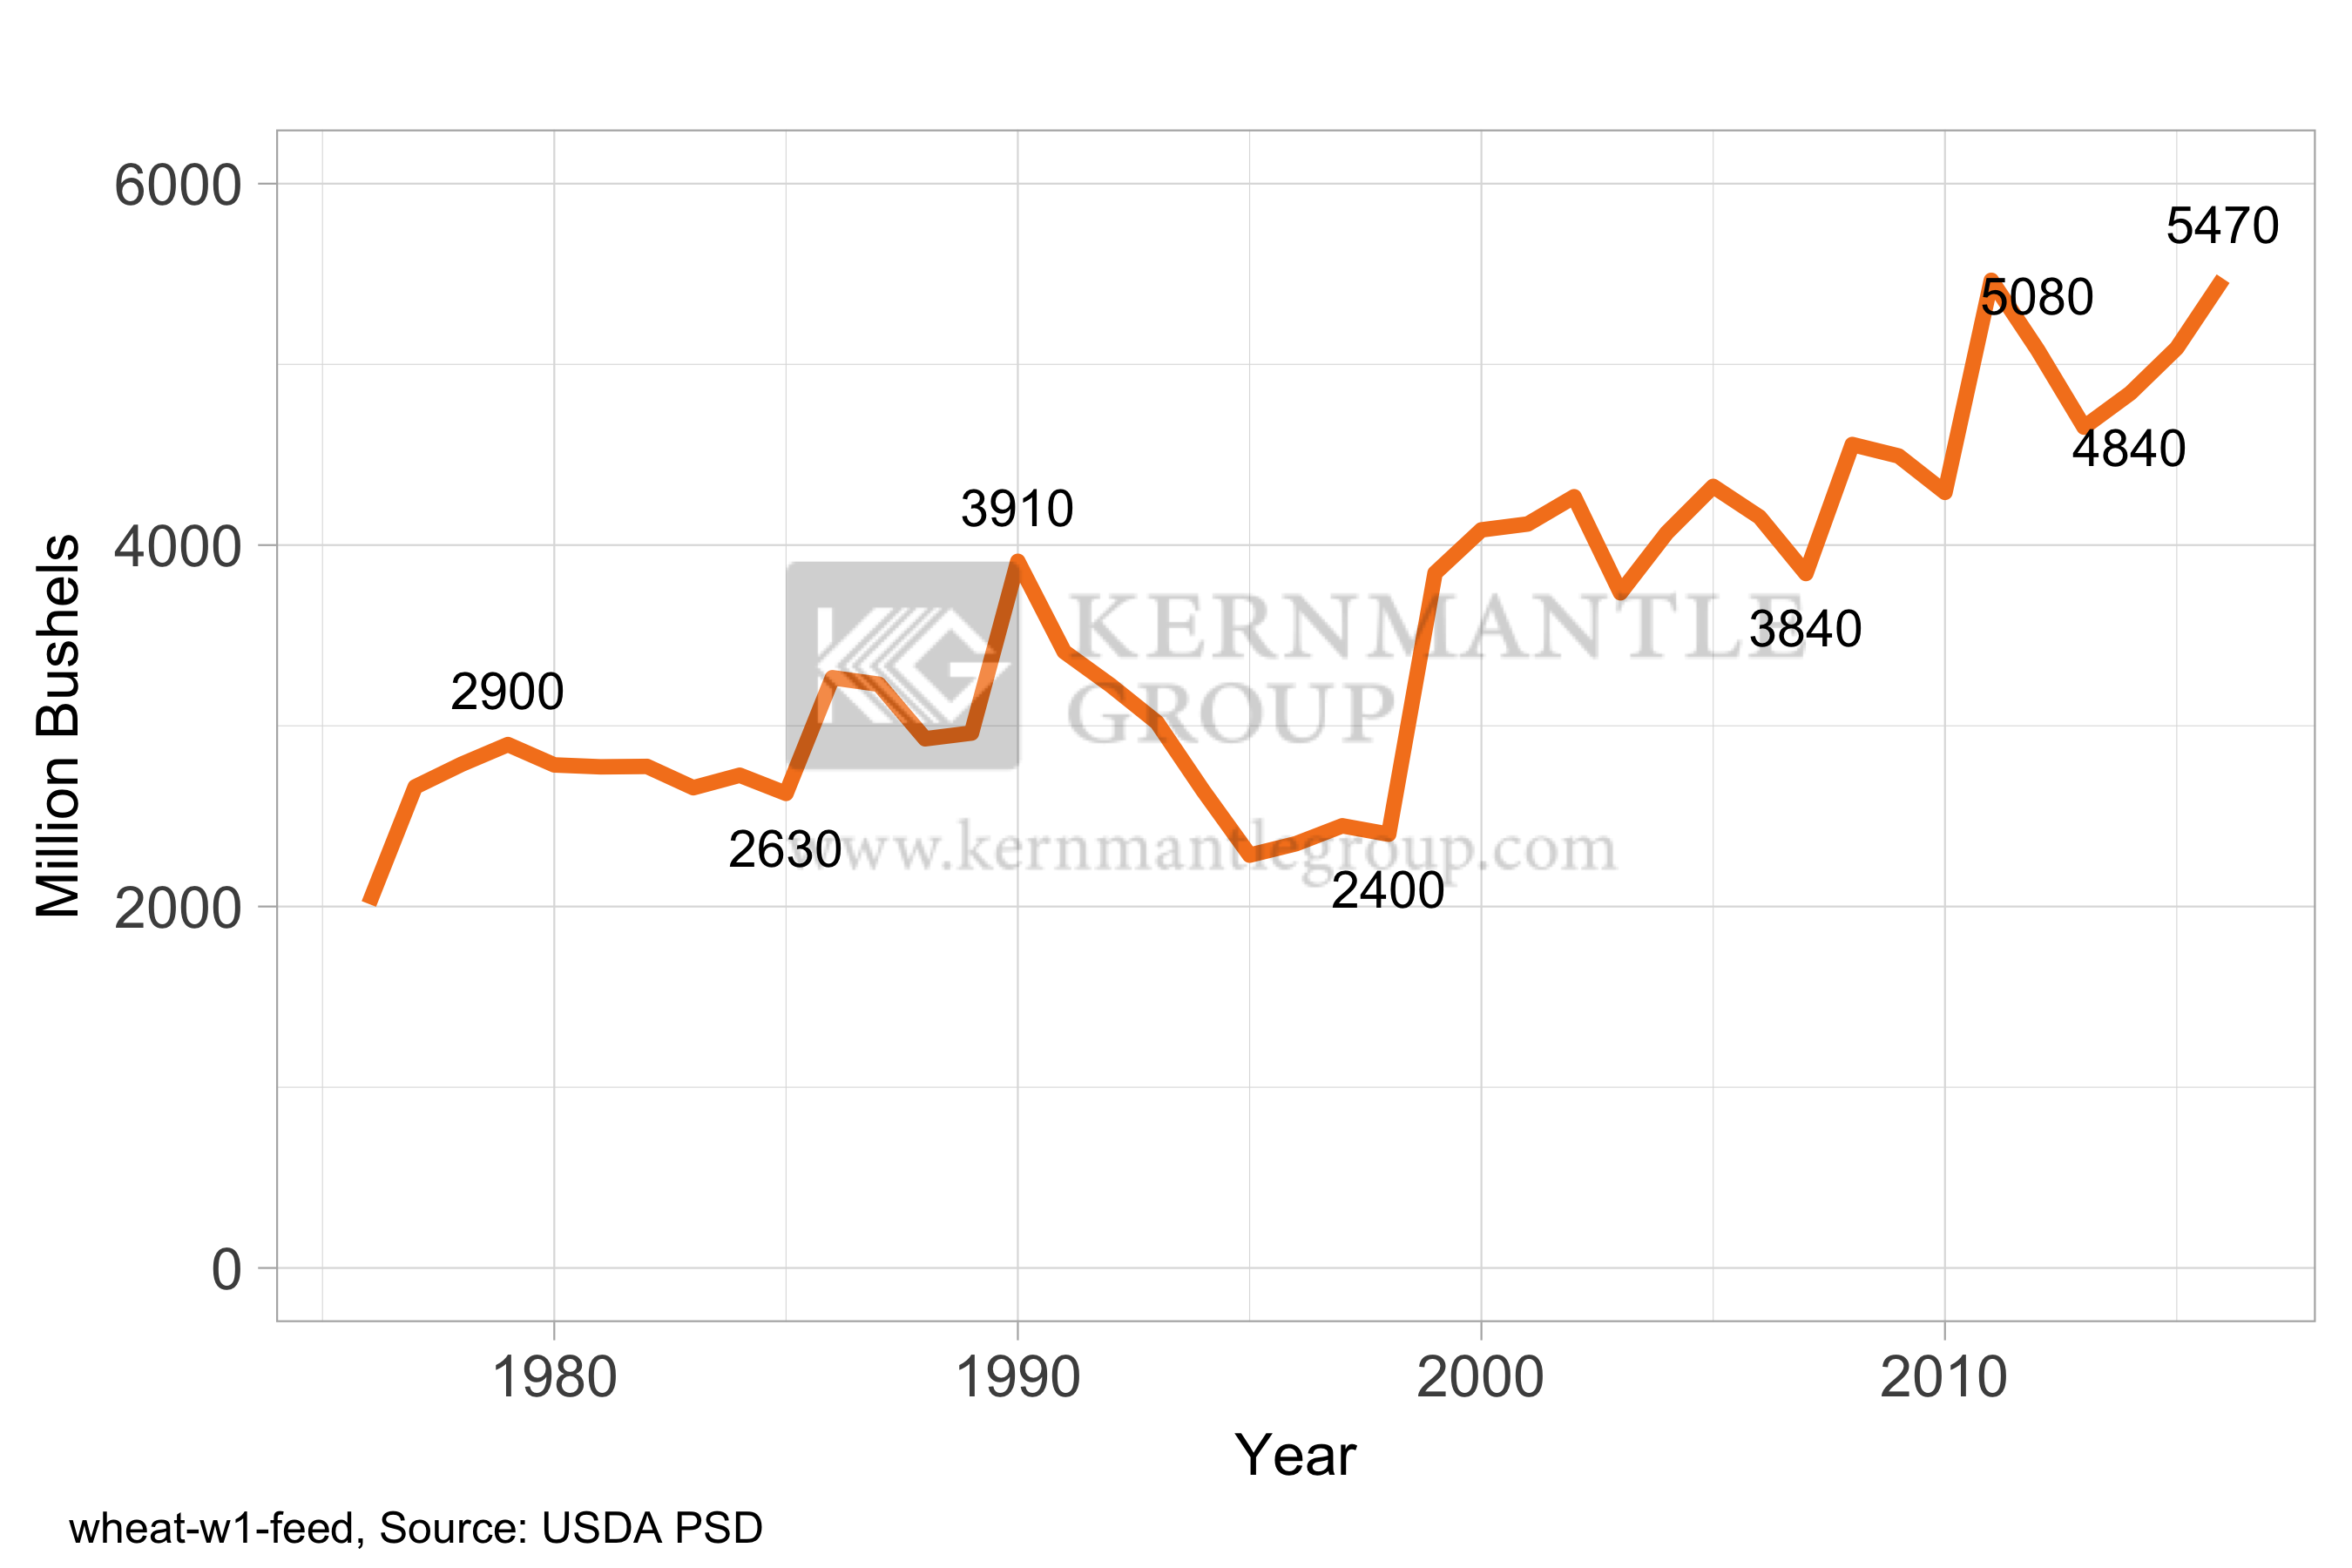 6000
5470
5080
4840
4000
3910
KERNMANTLE
3840
GROUP
2900
2630
www.kernmantlegroup.com
2400
2000
0
Million Bushels
1980
1990
2000
2010
Year
wheat-w1-feed, Source: USDA PSD
KG